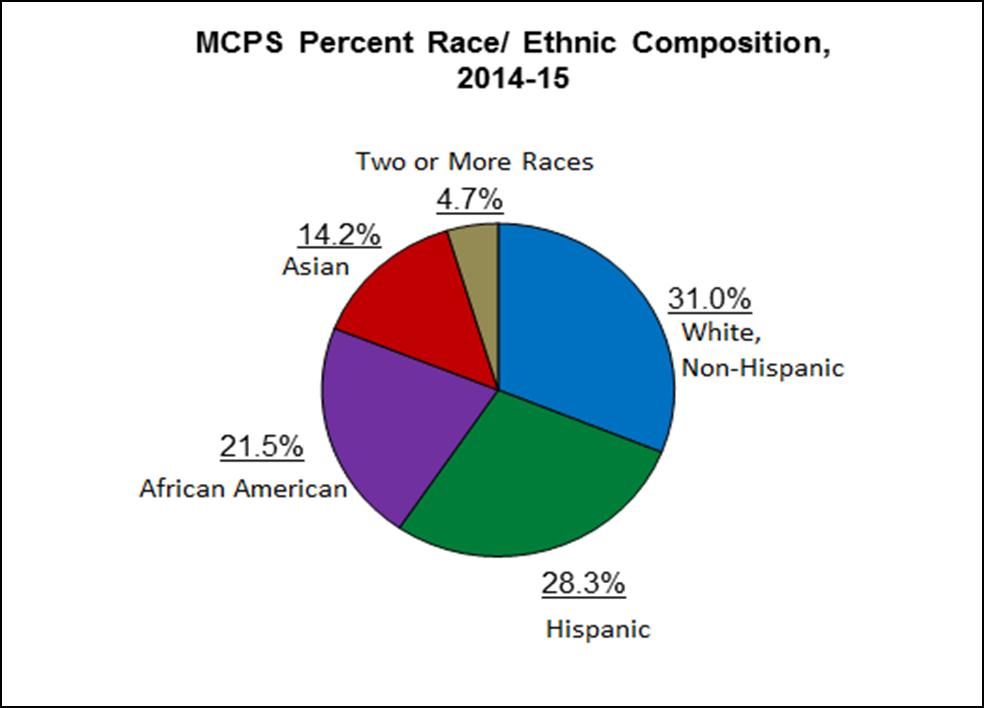 MCPS Percent Race/ Ethnic Composition,
2014-15
Two or More Races
4.7%
14.2%
Asian
31.0%
White,
Non-Hispanic
21.5%
African American
28.3%
Hispanic